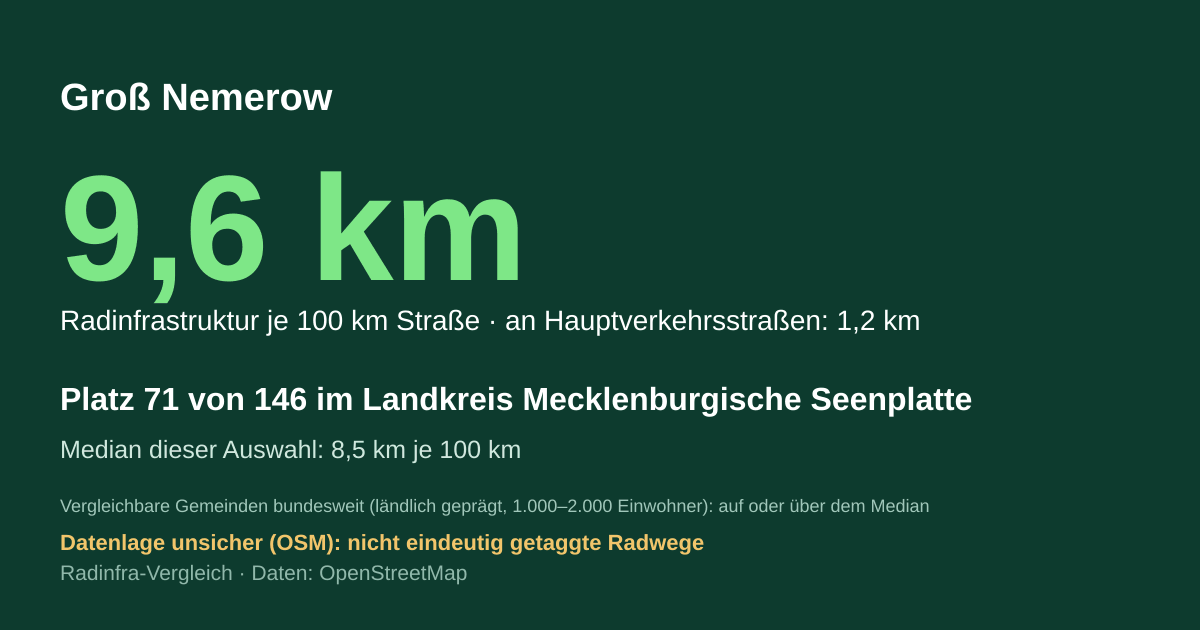 Groß Nemerow
9,6 km
Radinfrastruktur je 100 km Straße · an Hauptverkehrsstraßen: 1,2 km
Platz 71 von 146 im Landkreis Mecklenburgische Seenplatte
Median dieser Auswahl: 8,5 km je 100 km
Vergleichbare Gemeinden bundesweit (ländlich geprägt, 1.000–2.000 Einwohner): auf oder über dem Median
Datenlage unsicher (OSM): nicht eindeutig getaggte Radwege
Radinfra-Vergleich · Daten: OpenStreetMap